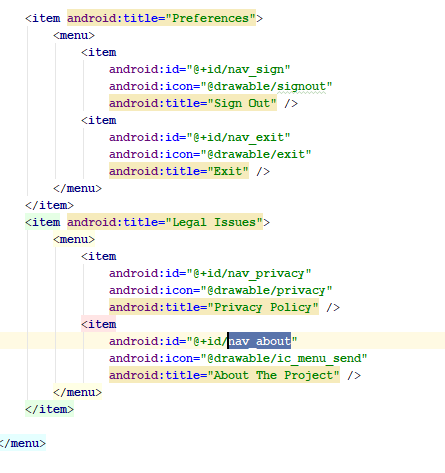 <item android:title="Preferences">
<menu>
<item
android:id="@+id/nav_sign"
android:icon="@drawable/signout"
android:title="Sign Out" />
<item
android:id="@+id/nav_exit"
android:icon="@drawable/exit"
android:title="Exit" />
</menu>
</item>
<item android:title="Legal Issues">
<menu>
<item
android:id="@+id/nav_privacy"
android:icon="@drawable/privacy"
android:title="Privacy Policy" />
<item
android:id="@+id/nav_about"
android:icon="@drawable/ic_menu_send"
android:title="About The Project" />
</menu>
</item>
</menu>